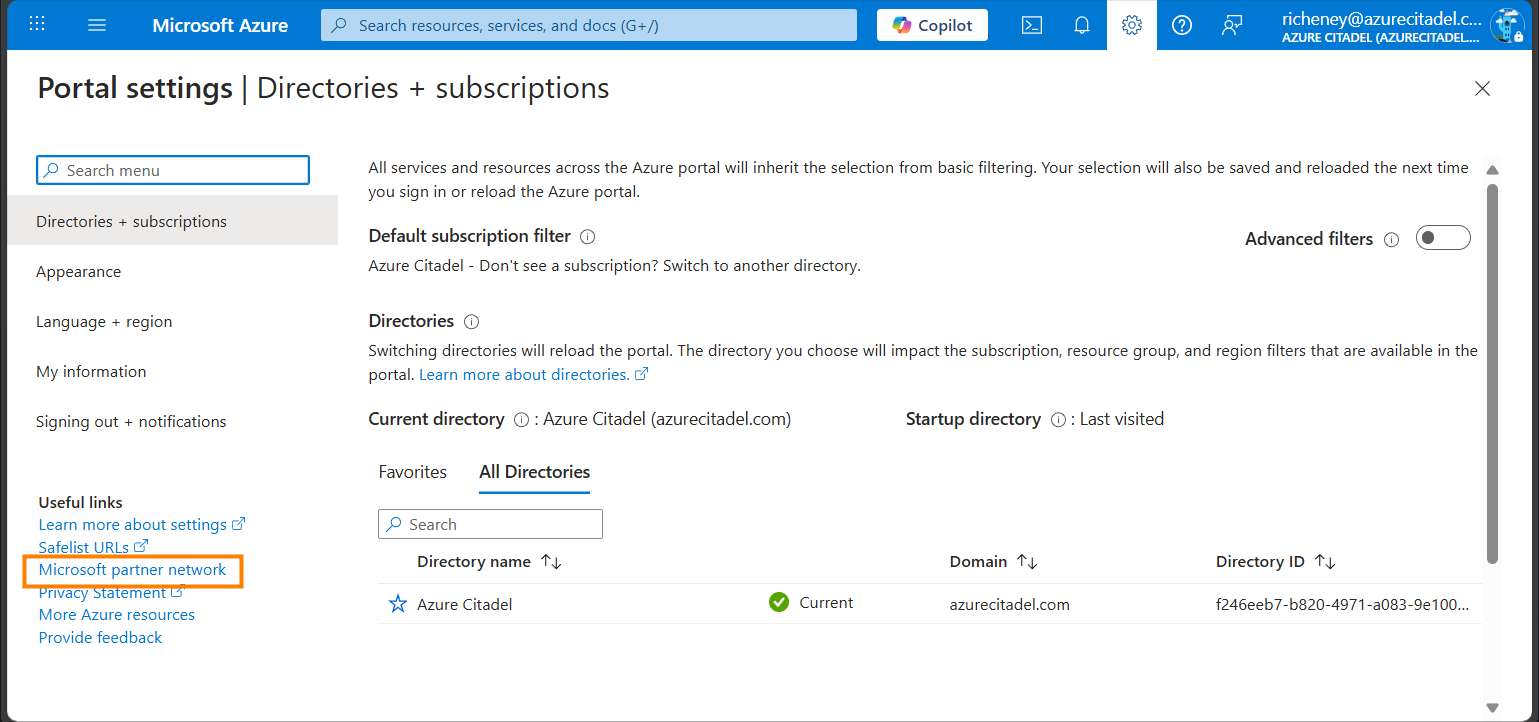 Microsoft Azure
Search resources, services, and docs (G+/)
Copilot
richeney@azurecitadel.c...
AZURE CITADEL (AZURECITADEL....
Portal settings | Directories + subscriptions
Search menu
Directories + subscriptions
Appearance
Language + region
My information
Signing out + notifications
Useful links
Learn more about settings
Safelist URLs
Microsoft partner network
Privacy Statement
More Azure resources
Provide feedback
All services and resources across the Azure portal will inherit the selection from basic filtering. Your selection will also be saved and reloaded the next time
you sign in or reload the Azure portal.
Default subscription filter
Advanced filters
Azure Citadel - Don't see a subscription? Switch to another directory.
Directories
Switching directories will reload the portal. The directory you choose will impact the subscription, resource group, and region filters that are available in the
portal. Learn more about directories.
Current directory : Azure Citadel (azurecitadel.com)
Startup directory : Last visited
Favorites
All Directories
Search
Directory name
Domain
Directory ID
Azure Citadel
Current
azurecitadel.com
f246eeb7-b820-4971-a083-9e100...